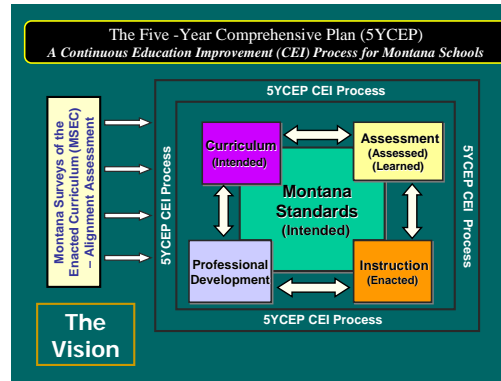 The Five -Year Comprehensive Plan (5YCEP)
A Continuous Education Improvement (CEI) Process for Montana Schools
Montana Surveys of the
Enacted Curriculum (MSEC)
– Alignment Assessment
5YCEP CEI Process
5YCEP CEI Process
Curriculum
(Intended)
Assessment
(Assessed)
(Learned)
Montana
Standards
(Intended)
Professional
Development
Instruction
(Enacted)
5YCEP CEI Process
5YCEP CEI Process
The
Vision